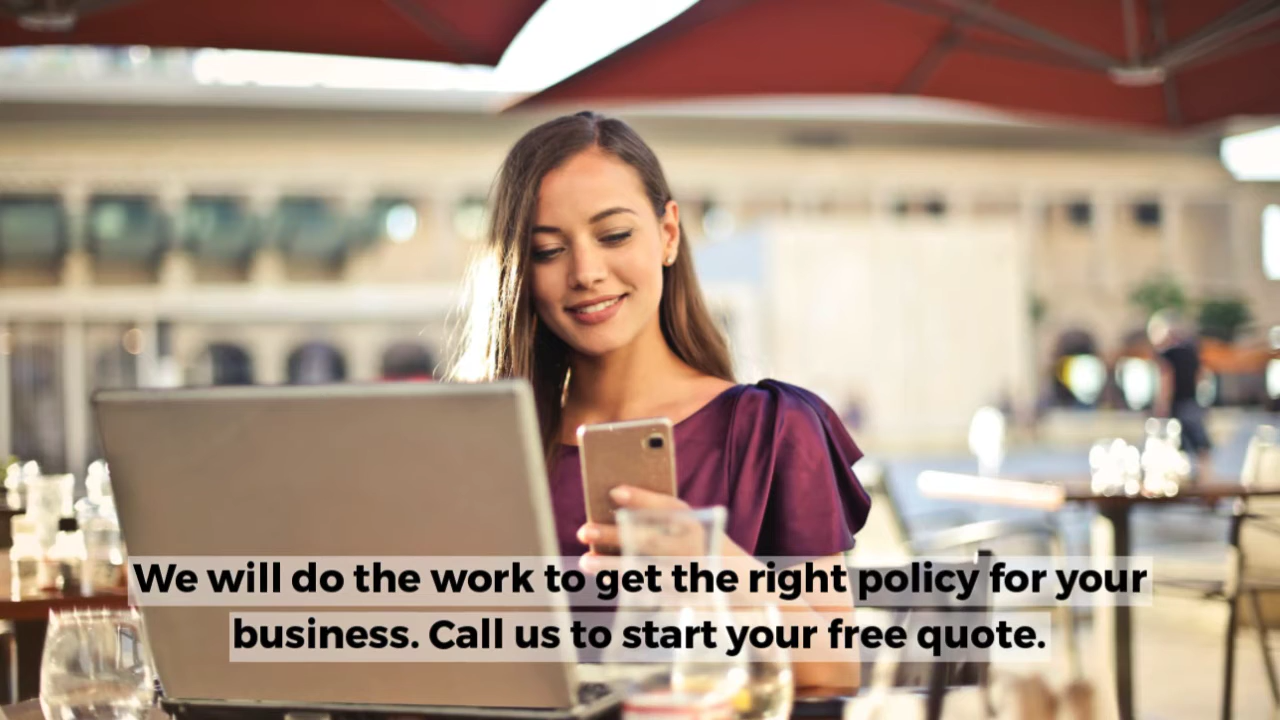 We will do the work to get the right policy for your
business. Call us to start your free quote.